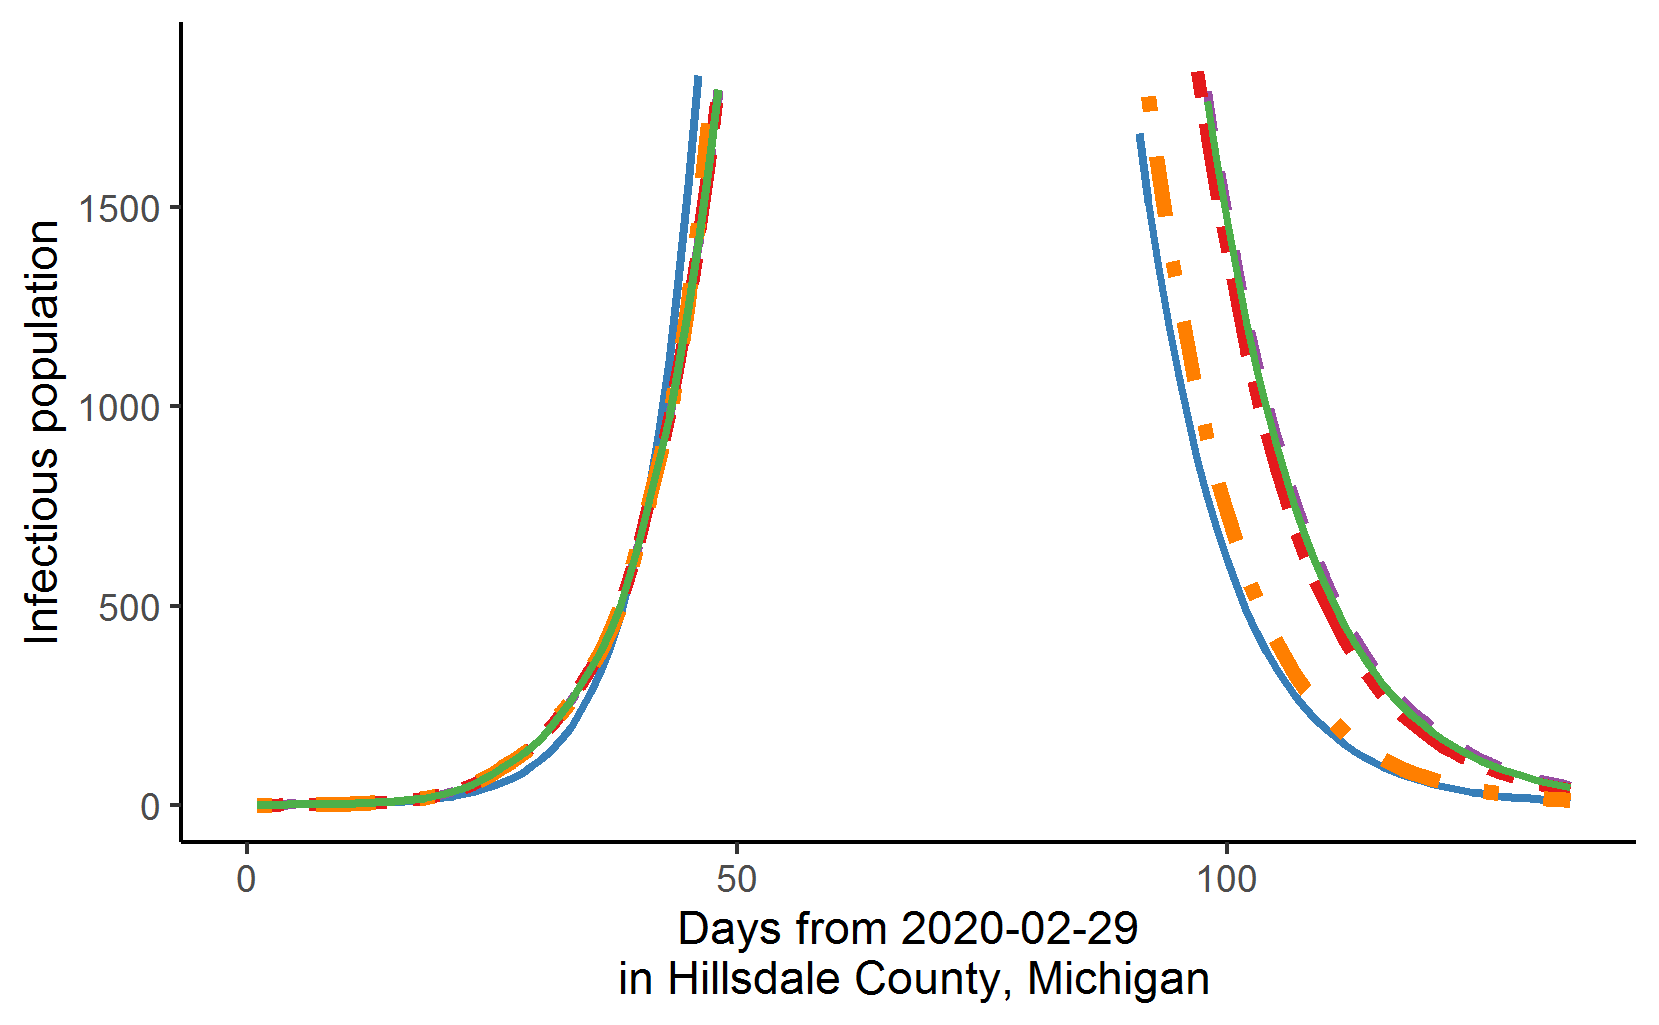 Infectious population
1500
1000
500
0
0 50 100
Days from 2020-02-29
in Hillsdale County, Michigan